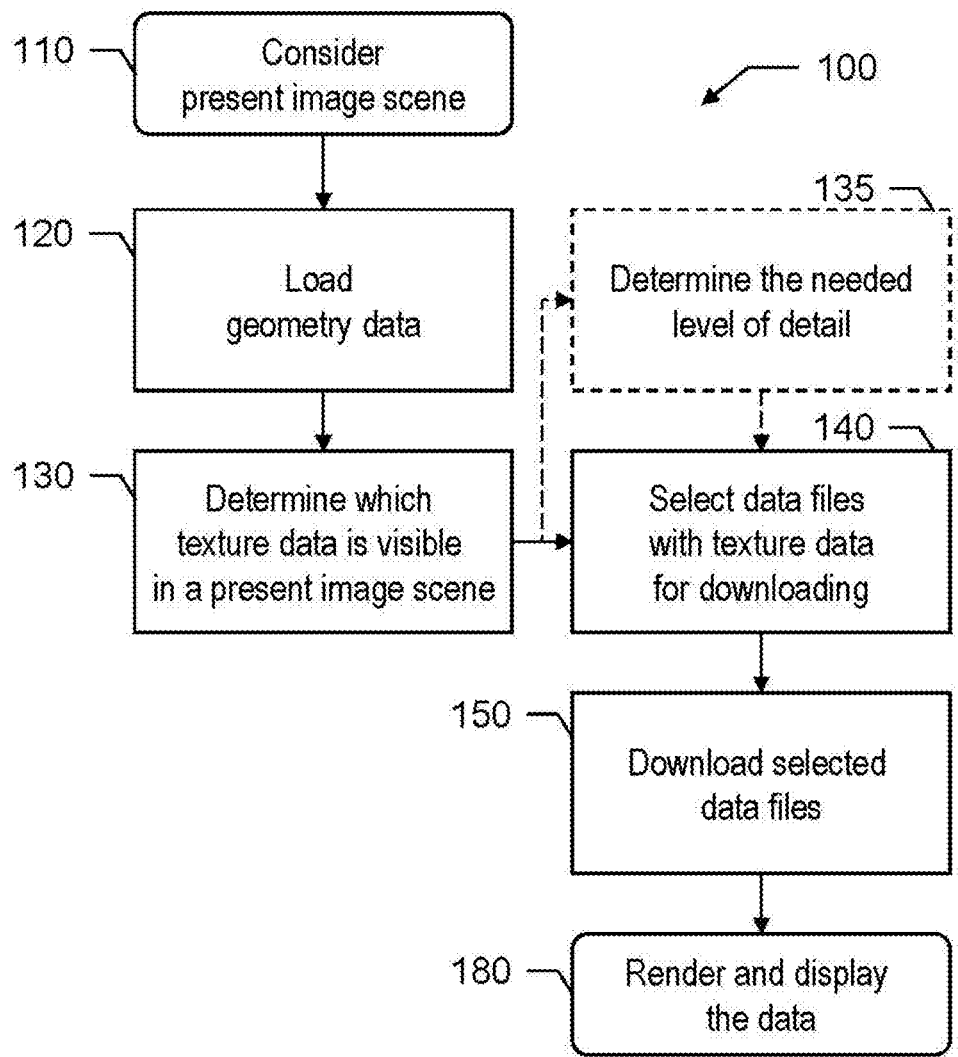 110
Consider
present image scene
100
120
Load
geometry data
135
Determine the needed
level of detail
130
Determine which
texture data is visible
in a present image scene
140
Select data files
with texture data
for downloading
150
Download selected
data files
180
Render and display
the data